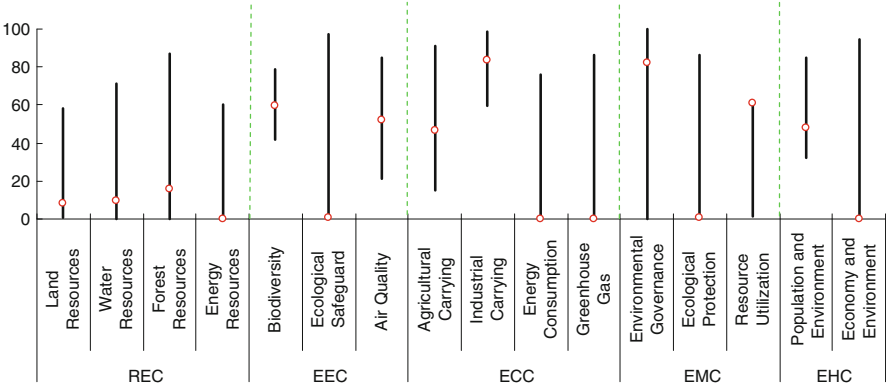 100
80
60
40
20
0
Land
Resources
Water
Resources
Forest
Resources
Energy
Resources
Biodiversity
Ecological
Safeguard
Air Quality
Agricultural
Carrying
Industrial
Carrying
Energy
Consumption
Greenhouse
Gas
Environmental
Governance
Ecological
Protection
Resource
Utilization
Population and
Environment
Economy and
Environment
REC
EEC
ECC
EMC
EHC